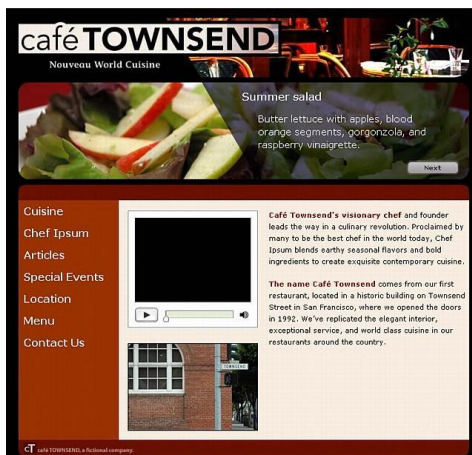 café TOWNSEND
Nouveau World Cuisine
Summer salad
Butter lettuce with apples, blood
orange segments, gorgonzola, and
raspberry vinaigrette.
Next
Cuisine
Chef Ipsum
Articles
Special Events
Location
Menu
Contact Us
Café Townsend's visionary chef and founder
leads the way in a culinary revolution. Proclaimed by
many to be the best chef in the world today, Chef
Ipsum blends earthy seasonal flavors and bold
ingredients to create exquisite contemporary cuisine.
The name Café Townsend comes from our first
restaurant, located in a historic building on Townsend
Street in San Francisco, where we opened the doors
in 1992. We've replicated the elegant interior,
exceptional service, and world class cuisine in our
restaurants around the country.
TOWNSEND
cT café TOWNSEND, a fictional company.